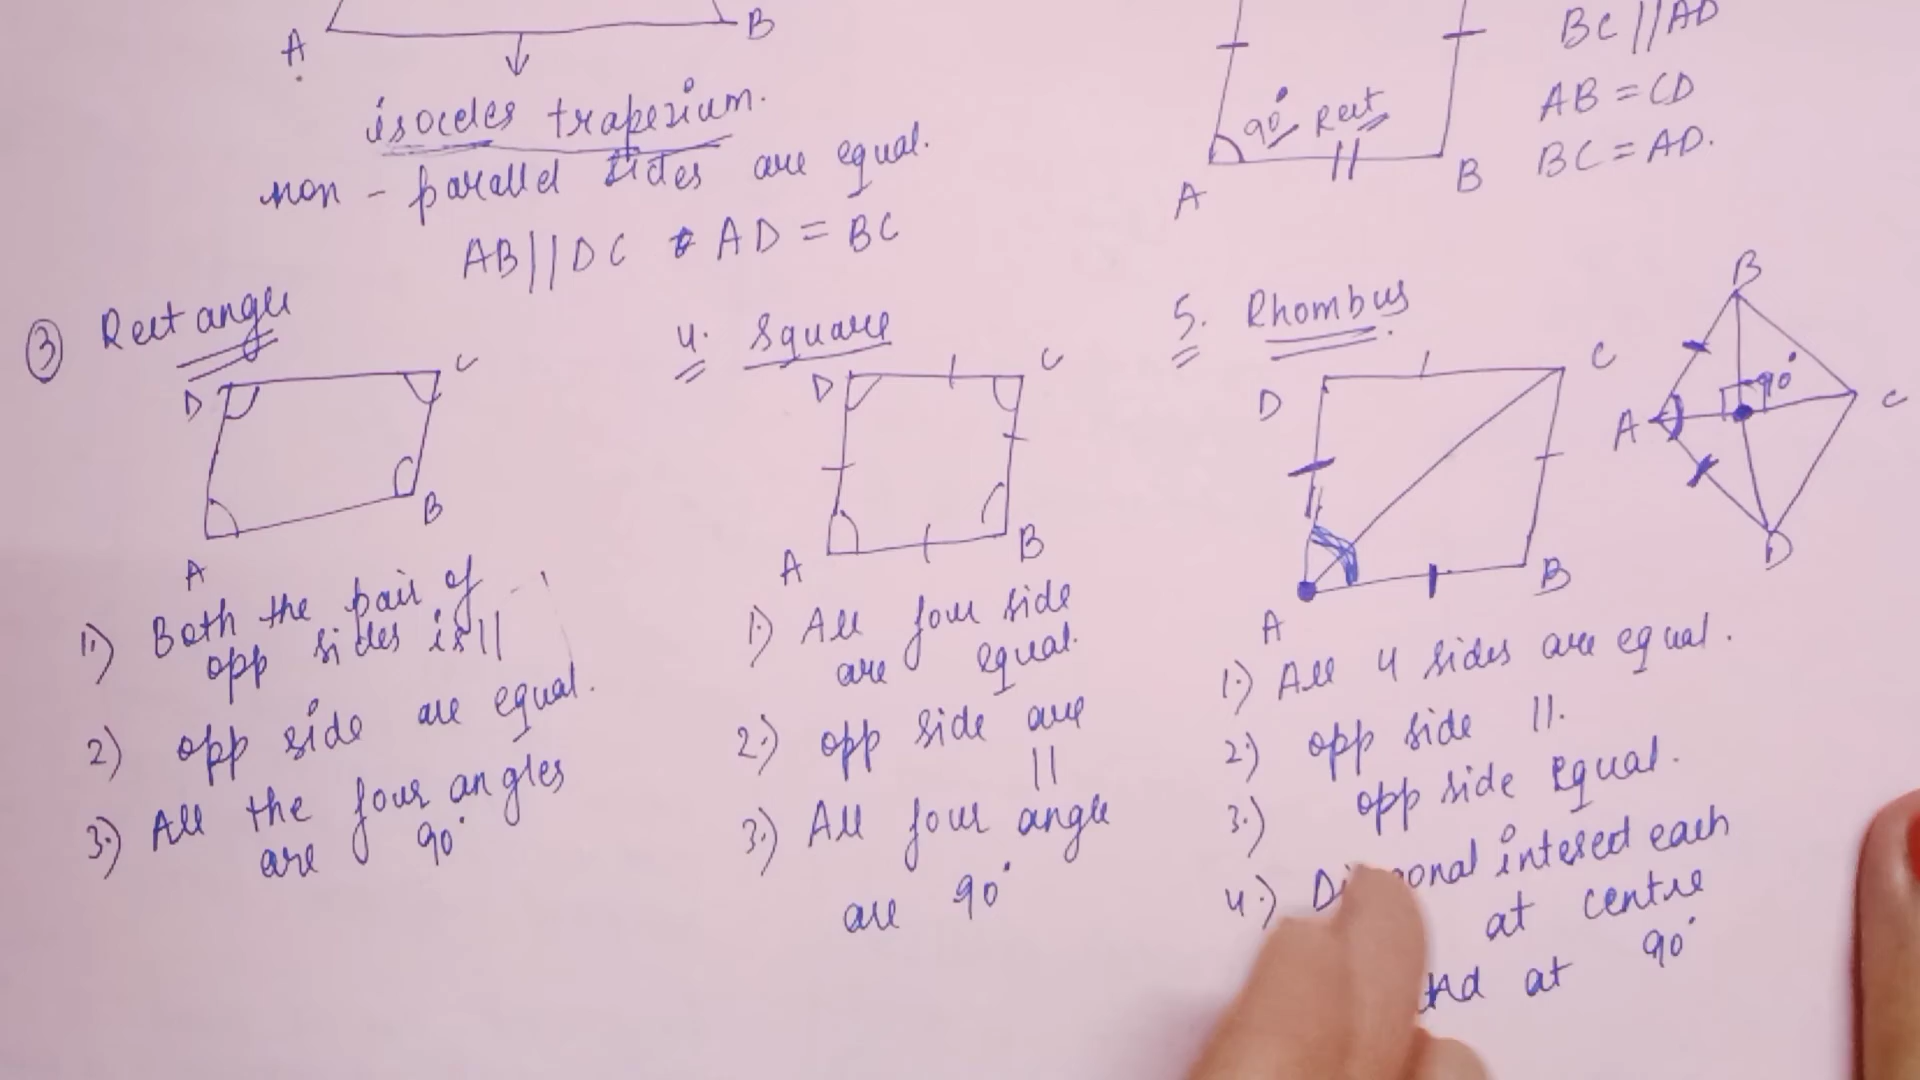 A B
isoceles trapezium.
non - parallel sides are equal.
AB || DC AD = BC
BC || AD
AB = CD
BC = AD.
90° Rect
A B
③ Rectangle
D C
A B
1.) Both the pair of
opp sides is ||
2) opp side are equal.
3.) All the four angles
are 90°
4. Square
D C
A B
1.) All four side
are equal.
2.) opp side are
||
3.) All four angle
are 90°
5. Rhombus
D C
A B
B
A 90° C
D
1.) All 4 sides are equal.
2) opp side ||.
3.) opp side equal.
4.) intersect each
at centre
at 90°